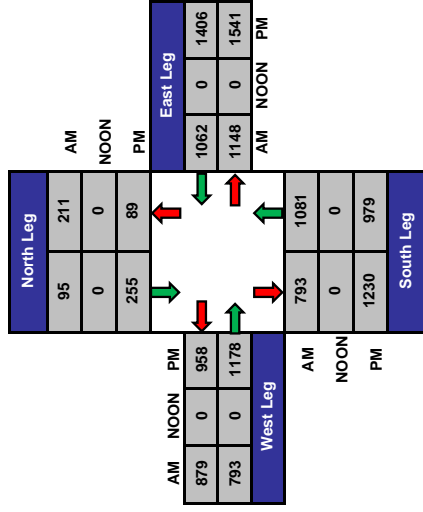 North Leg
95 211 AM
0 0 NOON
255 89 PM
East Leg
1062 0 1406
1148 0 1541
AM NOON PM
AM NOON PM
879 0 958
793 0 1178
West Leg
AM 793 1081
NOON 0 0
PM 1230 979
South Leg